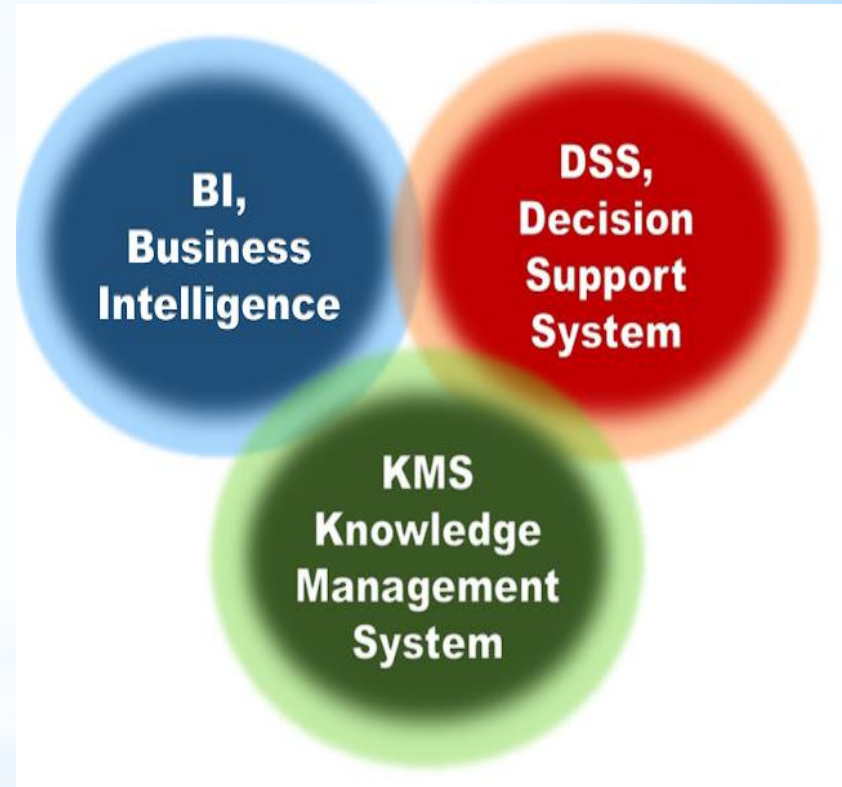 BI,
Business
Intelligence
DSS,
Decision
Support
System
KMS
Knowledge
Management
System